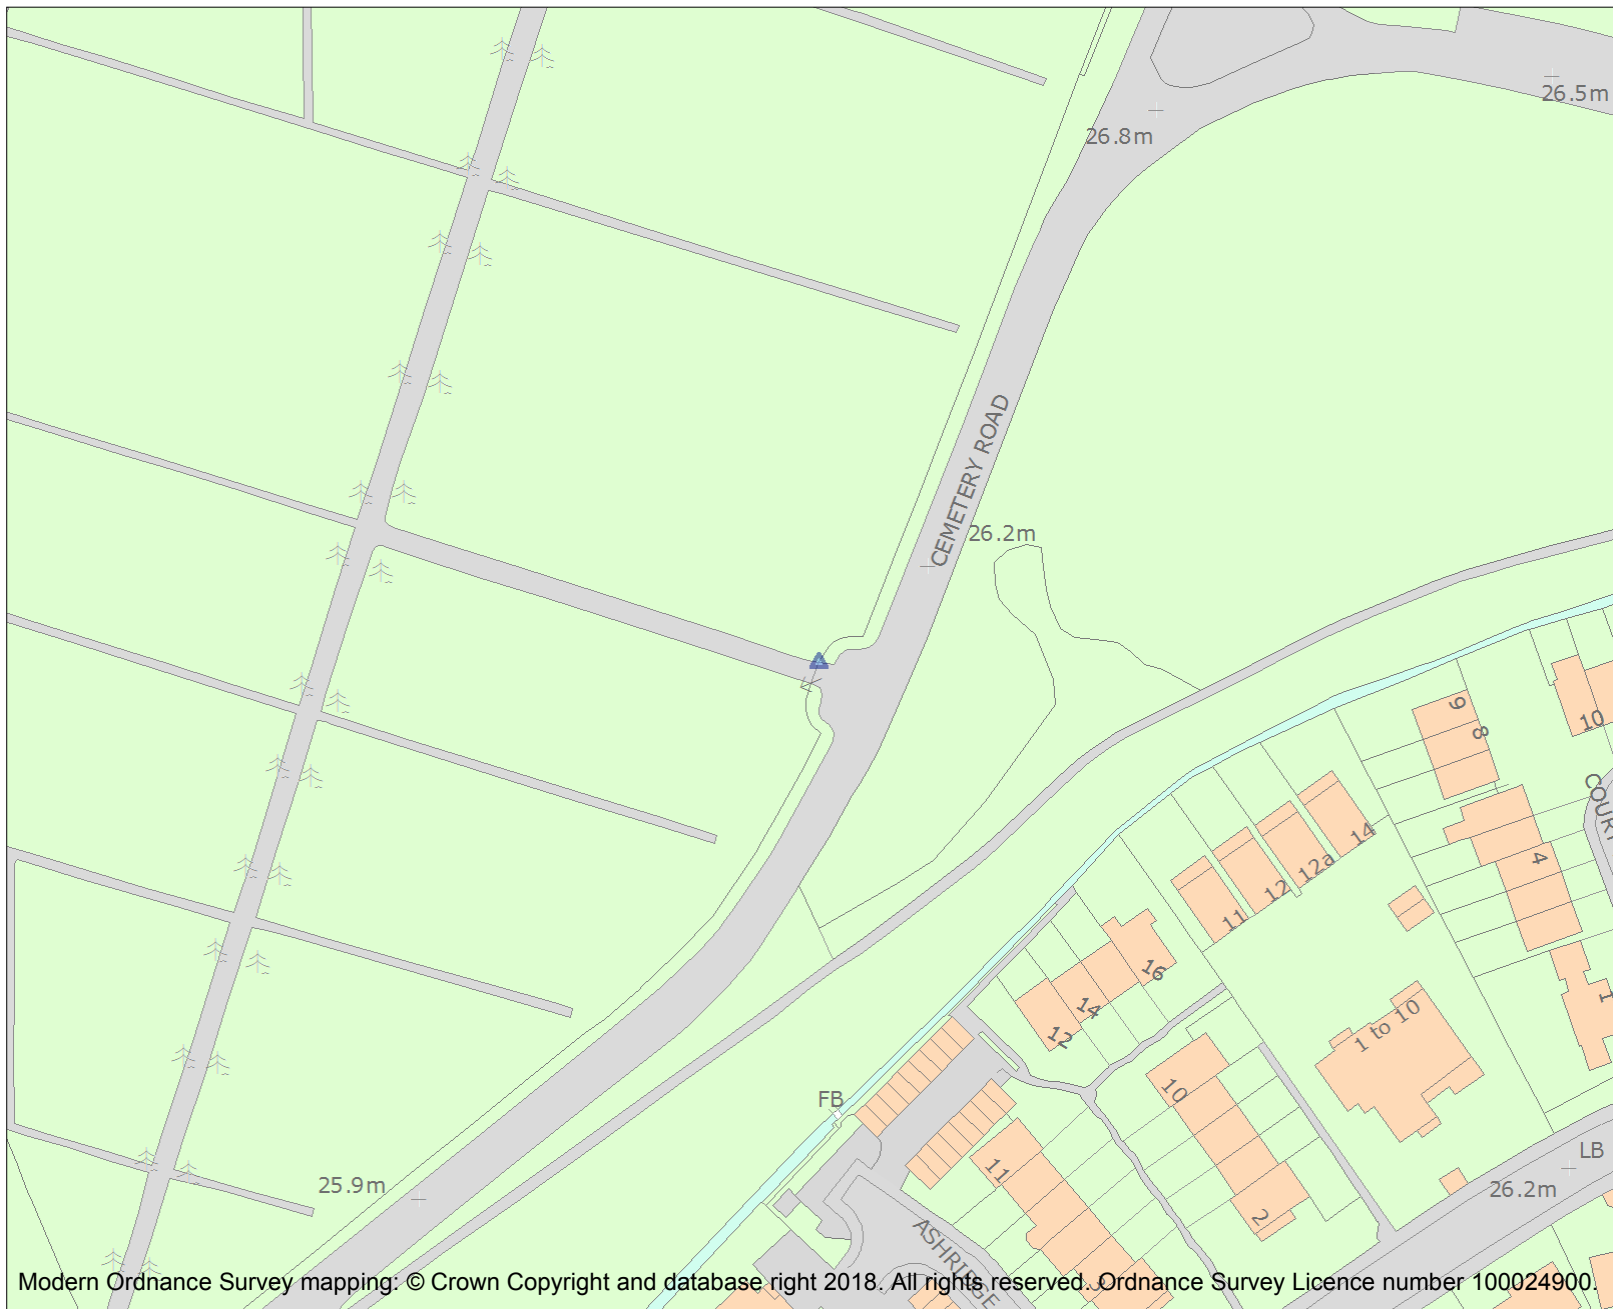 26.5m
26.8m
CEMETERY ROAD
26.2m
9
8
10
COUR
14
12a
12
11
4
16
14
12
1
1 to 10
10
FB
11
LB
25.9m
26.2m
2
ASHRIDGE
3
Modern Ordnance Survey mapping: © Crown Copyright and database right 2018. All rights reserved. Ordnance Survey Licence number 100024900.